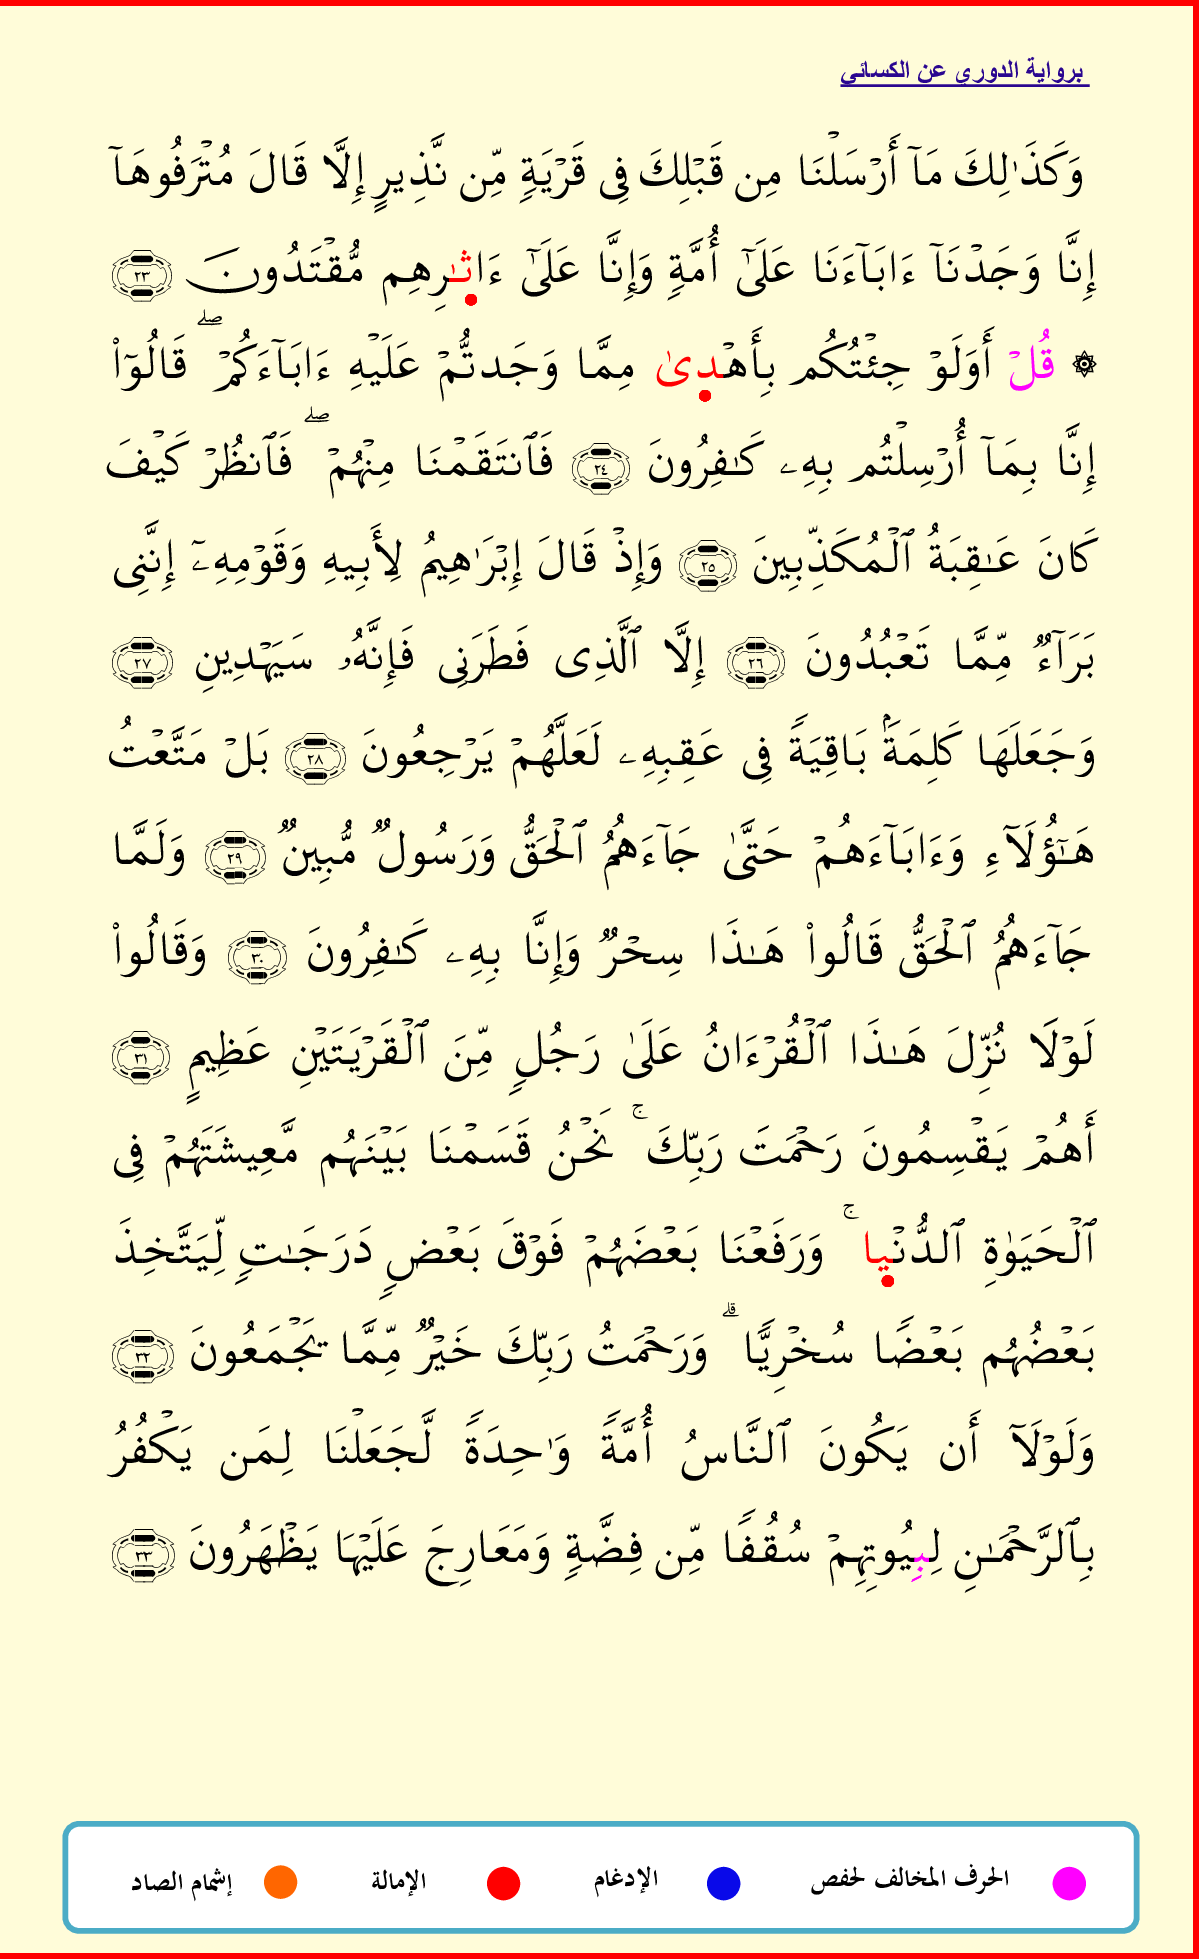 برواية الدوري عن الكسائي
وَكَذَٰلِكَ مَآ أَرۡسَلۡنَا مِن قَبۡلِكَ فِي قَرۡيَةٖ مِّن نَّذِيرٍ إِلَّا قَالَ مُتۡرَفُوهَآ
إِنَّا وَجَدۡنَآ ءَابَآءَنَا عَلَىٰٓ أُمَّةٖ وَإِنَّا عَلَىٰٓ ءَاثَٰرِهِم مُّقۡتَدُونَ ٢٣
۞ قُلۡ أَوَلَوۡ جِئۡتُكُم بِأَهۡدِىٰ مِمَّا وَجَدتُّمۡ عَلَيۡهِ ءَابَآءَكُمۡۖ قَالُوٓاْ
إِنَّا بِمَآ أُرۡسِلۡتُم بِهِۦ كَٰفِرُونَ ٢٤ فَٱنتَقَمۡنَا مِنۡهُمۡۖ فَٱنظُرۡ كَيۡفَ
كَانَ عَٰقِبَةُ ٱلۡمُكَذِّبِينَ ٢٥ وَإِذۡ قَالَ إِبۡرَٰهِيمُ لِأَبِيهِ وَقَوۡمِهِۦٓ إِنَّنِي
بَرَآءٞ مِّمَّا تَعۡبُدُونَ ٢٦ إِلَّا ٱلَّذِي فَطَرَنِي فَإِنَّهُۥ سَيَهۡدِينِ ٢٧
وَجَعَلَهَا كَلِمَةَۢ بَاقِيَةٗ فِي عَقِبِهِۦ لَعَلَّهُمۡ يَرۡجِعُونَ ٢٨ بَلۡ مَتَّعۡتُ
هَٰٓؤُلَآءِ وَءَابَآءَهُمۡ حَتَّىٰ جَآءَهُمُ ٱلۡحَقُّ وَرَسُولٞ مُّبِينٞ ٢٩ وَلَمَّا
جَآءَهُمُ ٱلۡحَقُّ قَالُواْ هَٰذَا سِحۡرٞ وَإِنَّا بِهِۦ كَٰفِرُونَ ٣٠ وَقَالُواْ
لَوۡلَا نُزِّلَ هَٰذَا ٱلۡقُرۡءَانُ عَلَىٰ رَجُلٖ مِّنَ ٱلۡقَرۡيَتَيۡنِ عَظِيمٍ ٣١
أَهُمۡ يَقۡسِمُونَ رَحۡمَتَ رَبِّكَۚ نَحۡنُ قَسَمۡنَا بَيۡنَهُم مَّعِيشَتَهُمۡ فِي
ٱلۡحَيَوٰةِ ٱلدُّنۡيِاۚ وَرَفَعۡنَا بَعۡضَهُمۡ فَوۡقَ بَعۡضٖ دَرَجَٰتٖ لِّيَتَّخِذَ
بَعۡضُهُم بَعۡضٗا سُخۡرِيّٗاۗ وَرَحۡمَتُ رَبِّكَ خَيۡرٞ مِّمَّا يَجۡمَعُونَ ٣٢
وَلَوۡلَآ أَن يَكُونَ ٱلنَّاسُ أُمَّةٗ وَٰحِدَةٗ لَّجَعَلۡنَا لِمَن يَكۡفُرُ
بِٱلرَّحۡمَٰنِ لِبِيُوتِهِمۡ سُقُفٗا مِّن فِضَّةٖ وَمَعَارِجَ عَلَيۡهَا يَظۡهَرُونَ ٣٣
الحرف المخالف لحفص الإدغام الإمالة إشمام الصاد